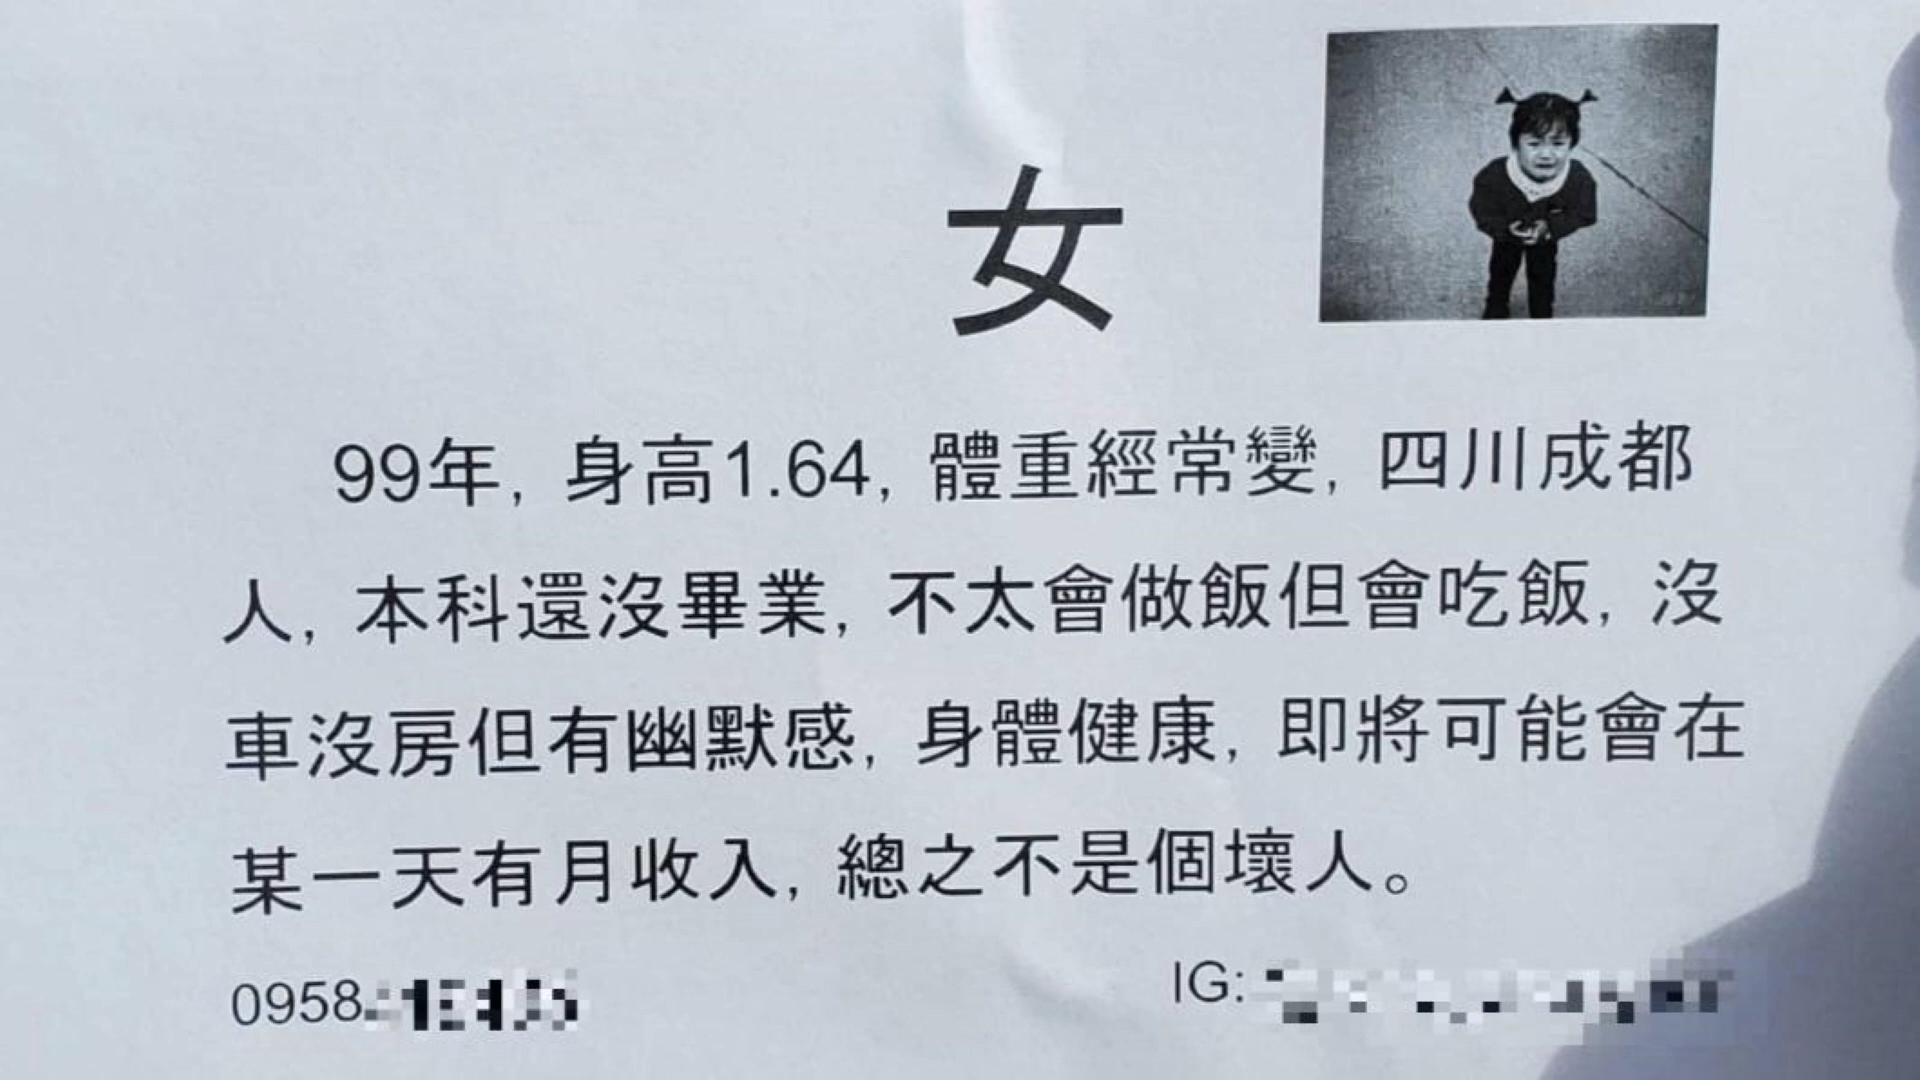 女
99年, 身高1.64, 體重經常變, 四川成都
人, 本科還沒畢業, 不太會做飯但會吃飯, 沒
車沒房但有幽默感, 身體健康, 即將可能會在
某一天有月收入, 總之不是個壞人。
0958
IG: